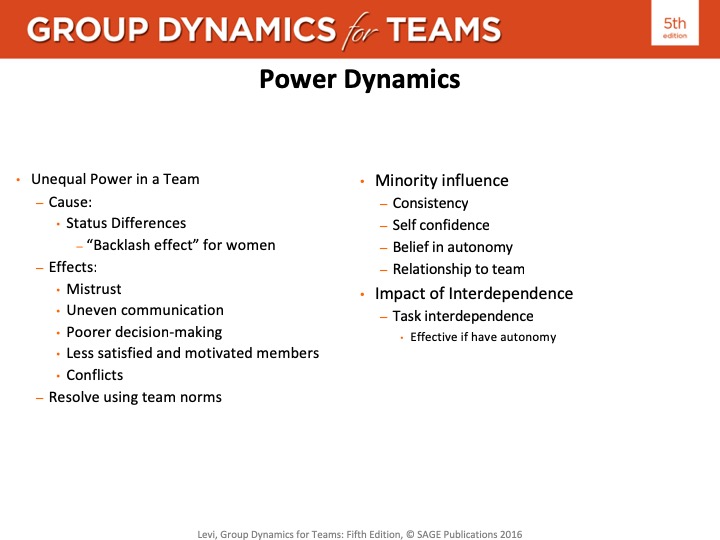 GROUP DYNAMICS for TEAMS
5th
edition
Power Dynamics
• Unequal Power in a Team
– Cause:
• Status Differences
– “Backlash effect” for women
– Effects:
• Mistrust
• Uneven communication
• Poorer decision-making
• Less satisfied and motivated members
• Conflicts
– Resolve using team norms
• Minority influence
– Consistency
– Self confidence
– Belief in autonomy
– Relationship to team
• Impact of Interdependence
– Task interdependence
• Effective if have autonomy
Levi, Group Dynamics for Teams: Fifth Edition, © SAGE Publications 2016